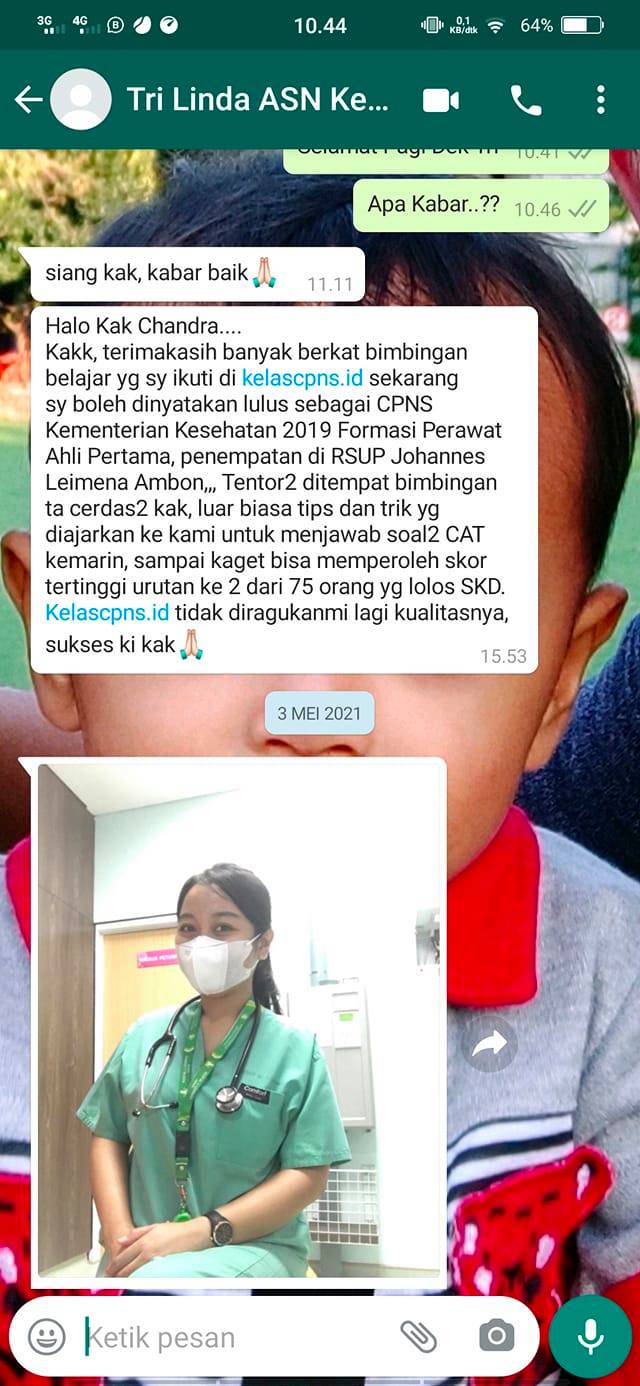 3G 4G B 10.44 0,1 KB/dtk 64%
Tri Linda ASN Ke...
Selamat Pagi Dek Tri 10.41
Apa Kabar..?? 10.46
siang kak, kabar baik🙏🏻 11.11
Halo Kak Chandra....
Kakk, terimakasih banyak berkat bimbingan
belajar yg sy ikuti di kelascpns.id sekarang
sy boleh dinyatakan lulus sebagai CPNS
Kementerian Kesehatan 2019 Formasi Perawat
Ahli Pertama, penempatan di RSUP Johannes
Leimena Ambon,,, Tentor2 ditempat bimbingan
ta cerdas2 kak, luar biasa tips dan trik yg
diajarkan ke kami untuk menjawab soal2 CAT
kemarin, sampai kaget bisa memperoleh skor
tertinggi urutan ke 2 dari 75 orang yg lolos SKD.
Kelascpns.id tidak diragukanmi lagi kualitasnya,
sukses ki kak🙏🏻 15.53
3 MEI 2021
Comfort
Ketik pesan